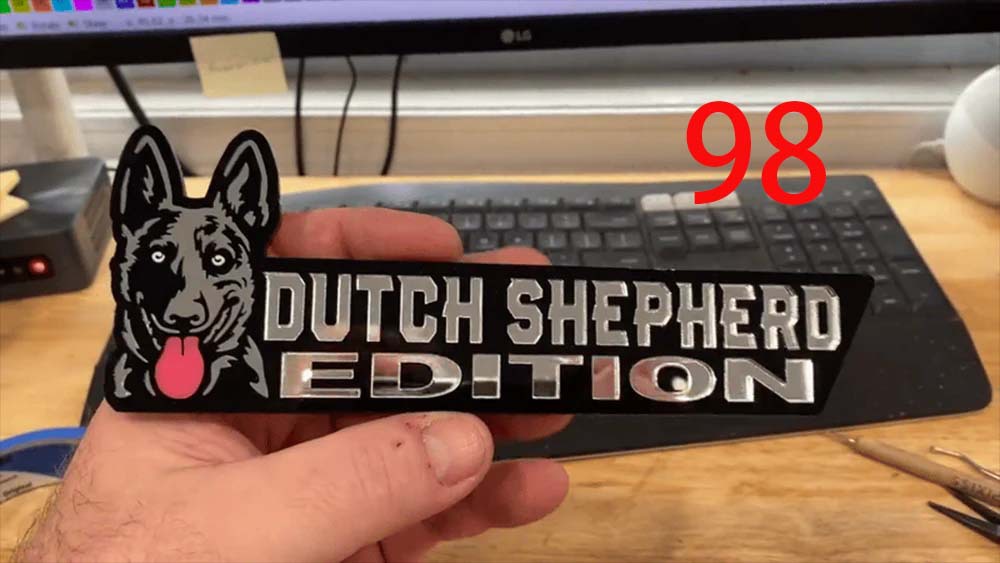 LG
98
DUTCH SHEPHERD
EDITION